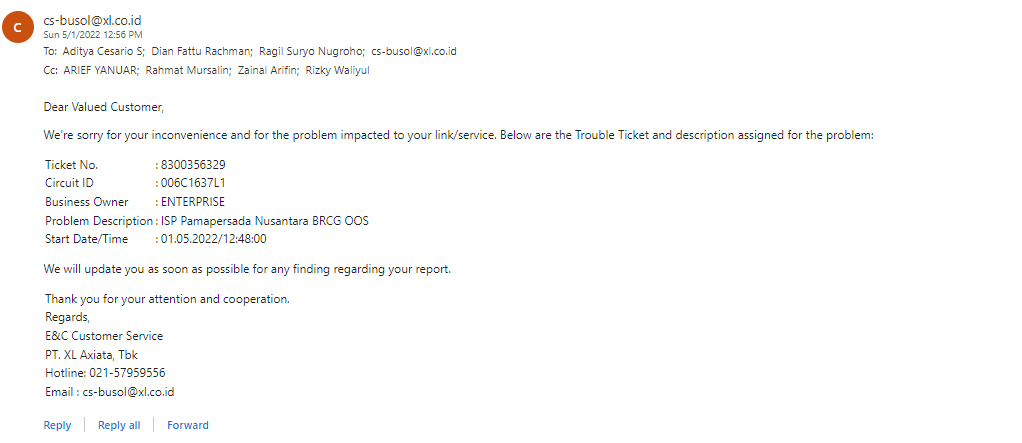 C
cs-busol@xl.co.id
Sun 5/1/2022 12:56 PM
To: Aditya Cesario S; Dian Fattu Rachman; Ragil Suryo Nugroho; cs-busol@xl.co.id
Cc: ARIEF YANUAR; Rahmat Mursalin; Zainal Arifin; Rizky Waliyul
Dear Valued Customer,
We're sorry for your inconvenience and for the problem impacted to your link/service. Below are the Trouble Ticket and description assigned for the problem:
Ticket No. : 8300356329
Circuit ID : 006C1637L1
Business Owner : ENTERPRISE
Problem Description : ISP Pamapersada Nusantara BRCG OOS
Start Date/Time : 01.05.2022/12:48:00
We will update you as soon as possible for any finding regarding your report.
Thank you for your attention and cooperation.
Regards,
E&C Customer Service
PT. XL Axiata, Tbk
Hotline: 021-57959556
Email : cs-busol@xl.co.id
Reply Reply all Forward